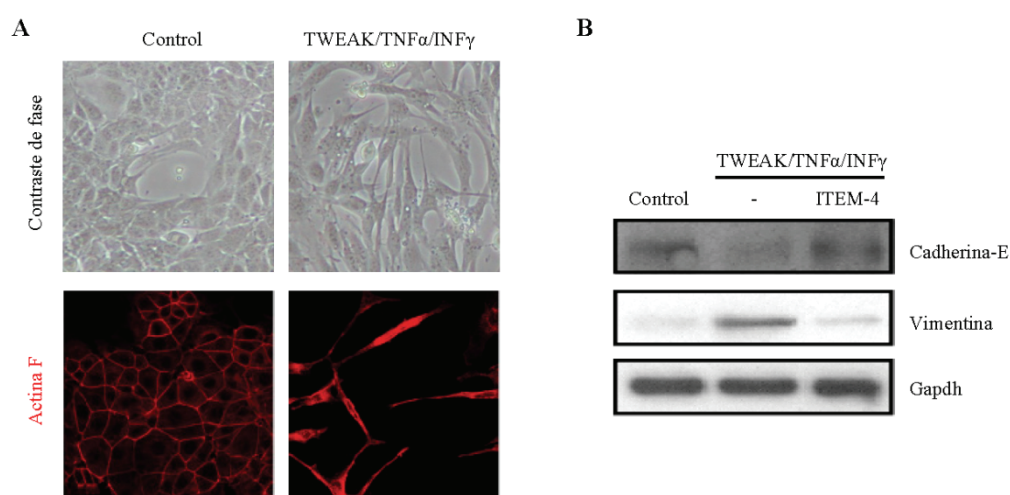 A
Control
TWEAK/TNFα/INFγ
Contraste de fase
Actina F
B
TWEAK/TNFα/INFγ
Control
-
ITEM-4
Cadherina-E
Vimentina
Gapdh